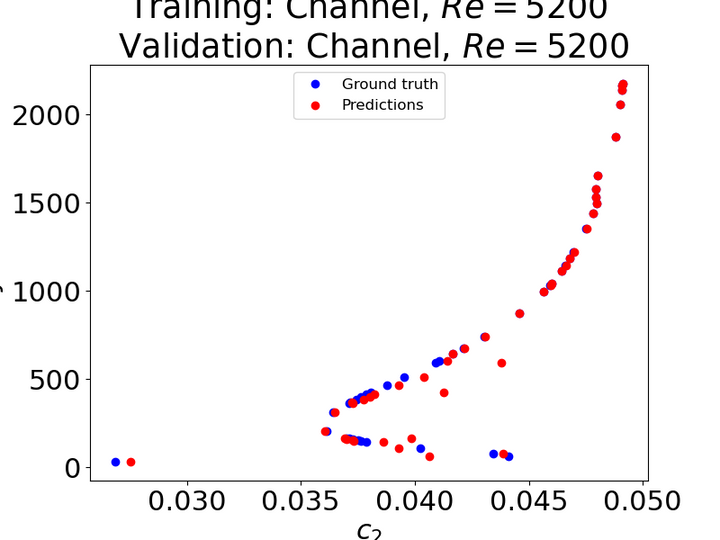 Training: Channel, Re = 5200
Validation: Channel, Re = 5200
Ground truth
Predictions
2000
1500
1000
500
0
0.030 0.035 0.040 0.045 0.050
c₂